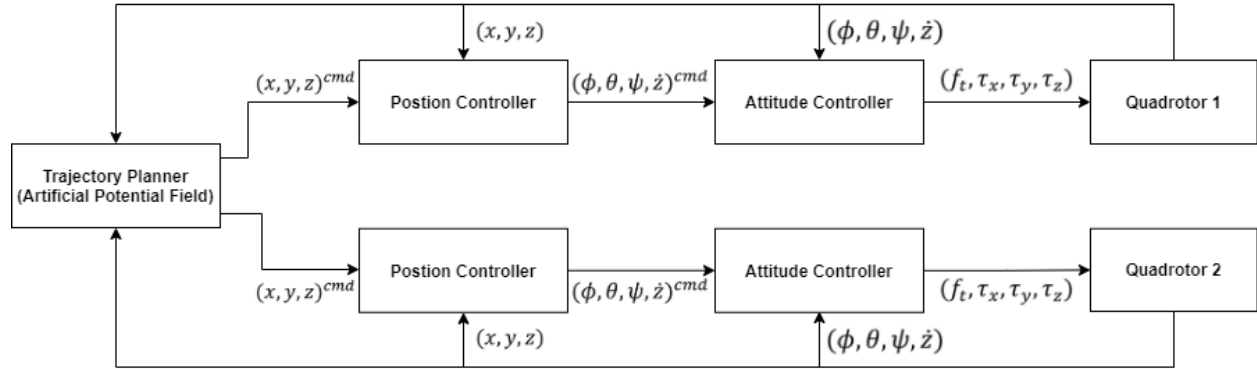 (x, y, z)
(ϕ, θ, ψ, ż)
(x, y, z)^{cmd}
(ϕ, θ, ψ, ż)^{cmd}
(f_t, τ_x, τ_y, τ_z)
Postion Controller
Attitude Controller
Quadrotor 1
Trajectory Planner
(Artificial Potential Field)
Postion Controller
Attitude Controller
Quadrotor 2
(x, y, z)^{cmd}
(ϕ, θ, ψ, ż)^{cmd}
(f_t, τ_x, τ_y, τ_z)
(x, y, z)
(ϕ, θ, ψ, ż)